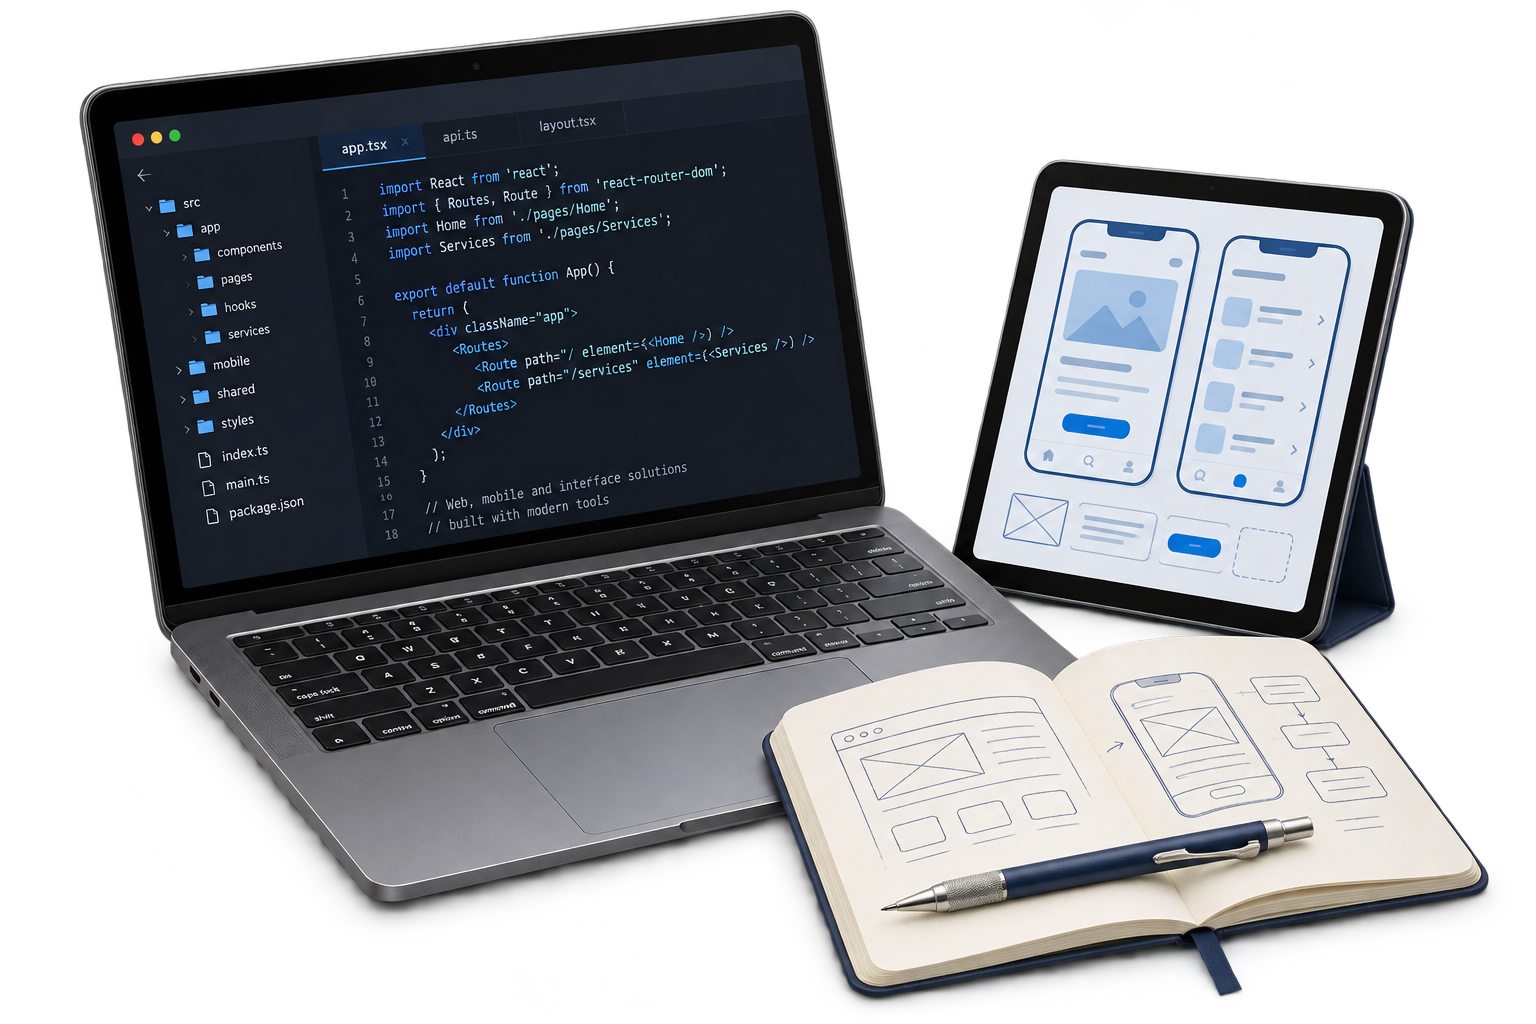 app.tsx x
api.ts
layout.tsx
src
app
components
pages
hooks
services
mobile
shared
styles
index.ts
main.ts
package.json
1 import React from 'react';
2 import { Routes, Route } from 'react-router-dom';
3 import Home from './pages/Home';
4 import Services from './pages/Services';
5
6 export default function App() {
7 return (
8 <div className="app">
9 <Routes>
10 <Route path="/ element={<Home />) />
11 <Route path="/services" element=(<Services />) />
12 </Routes>
13 </div>
14 );
15 }
16
17 // Web, mobile and interface solutions
18 // built with modern tools
caps
shift